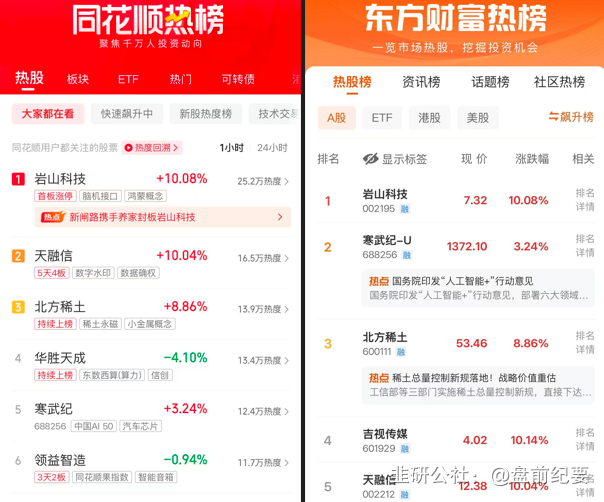 同花顺热榜
聚焦千万人投资动向
热股 板块 ETF 热门 可转债
大家都在看 快速飙升中 新股热度榜 技术交易
同花顺用户都关注的股票 热度回溯 > 1小时 24小时
1 岩山科技 +10.08% 25.2万热度 >
首板涨停 脑机接口 鸿蒙概念
热点 新闸路携手养家封板岩山科技 >
2 天融信 +10.04% 16.5万热度 >
5天4板 数字水印 数据确权
3 北方稀土 +8.86% 13.9万热度 >
持续上榜 稀土永磁 小金属概念
4 华胜天成 -4.10% 13.4万热度 >
持续上榜 东数西算(算力) 信创
5 寒武纪 +3.24% 12.4万热度 >
688256 中国AI 50 汽车芯片
6 领益智造 -0.94% 11.7万热度 >
3天2板 同花顺果指数 智能音箱
东方财富热榜
一览市场热股，挖掘投资机会
热股榜 资讯榜 话题榜 社区热榜
A股 ETF 港股 美股 飙升榜
排名 显示标签 现价 涨跌幅 相关
1 岩山科技 7.32 10.08% 排名
002195 融 详情
2 寒武纪-U 1372.10 3.24% 排名
688256 融 详情
热点 国务院印发“人工智能+”行动意见
国务院印发“人工智能+”行动意见，部署六大领域...
3 北方稀土 53.46 8.86% 排名
600111 融 详情
热点 稀土总量控制新规落地！战略价值重估
工信部等三部门实施稀土总量控制新规，直接下达...
4 吉视传媒 4.02 10.14% 排名
601929 融 详情
5 天融信 12.38 10.04% 排名
002212 融 详情
韭研公社：@盘前纪要